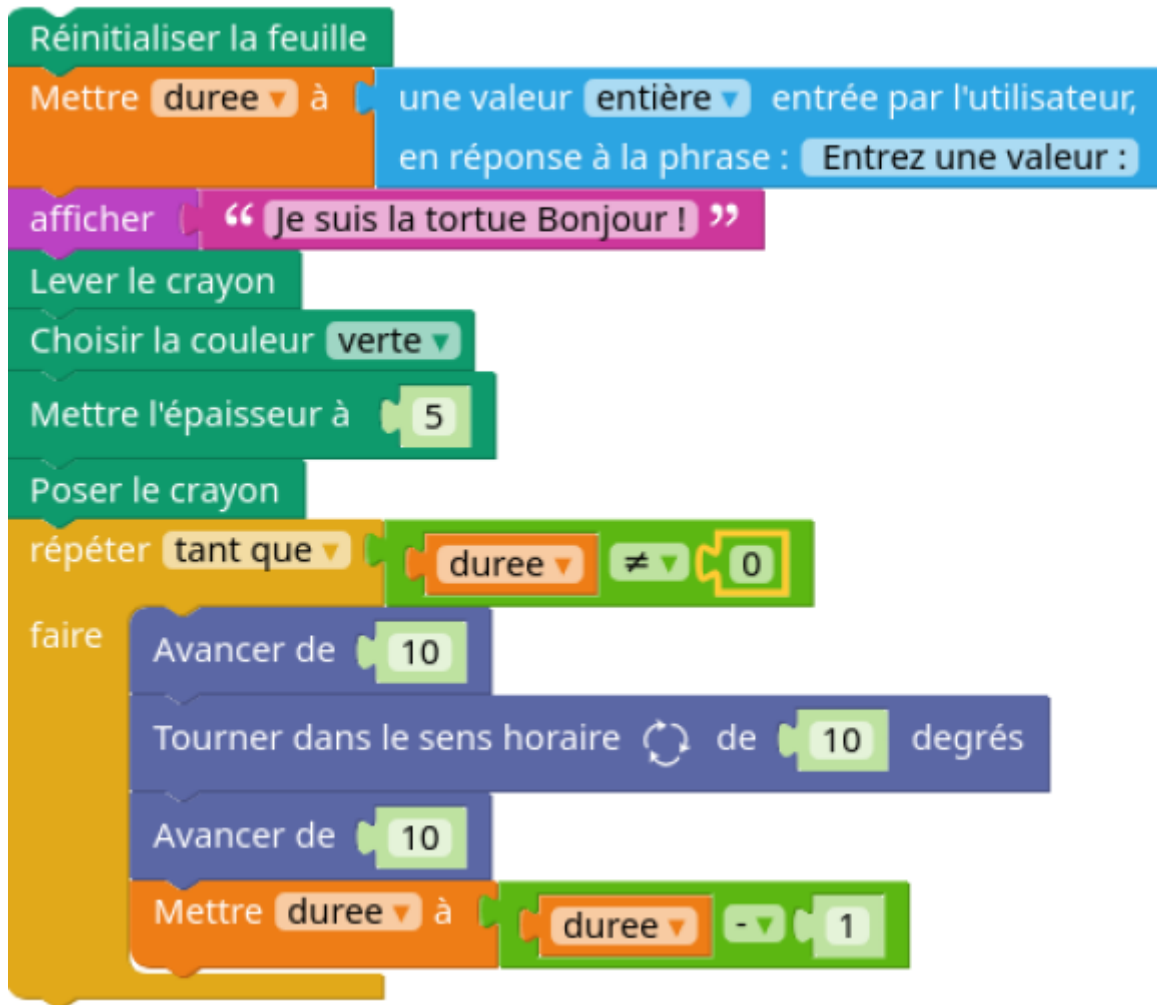 Réinitialiser la feuille
Mettre duree ▾ à une valeur entière ▾ entrée par l'utilisateur,
en réponse à la phrase : Entrez une valeur :
afficher “ Je suis la tortue Bonjour ! ”
Lever le crayon
Choisir la couleur verte ▾
Mettre l'épaisseur à 5
Poser le crayon
répéter tant que ▾ duree ▾ ≠ ▾ 0
faire Avancer de 10
Tourner dans le sens horaire de 10 degrés
Avancer de 10
Mettre duree ▾ à duree ▾ - ▾ 1